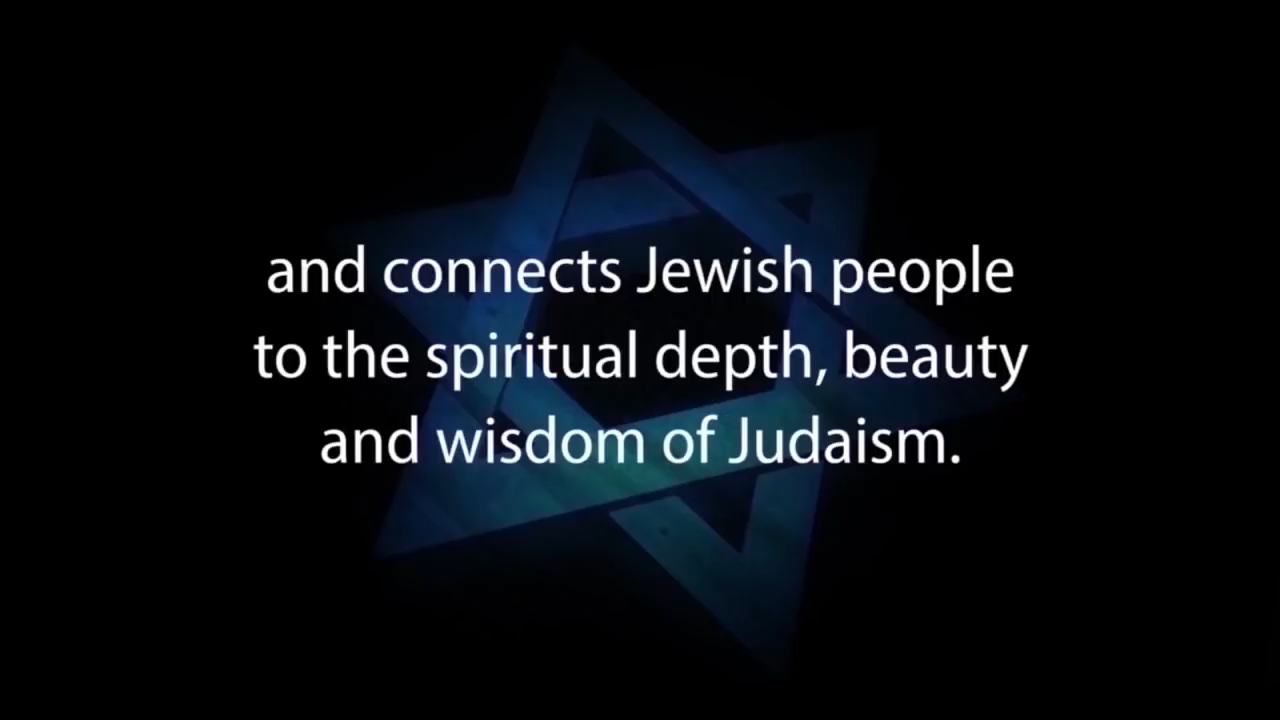 and connects Jewish people
to the spiritual depth, beauty
and wisdom of Judaism.